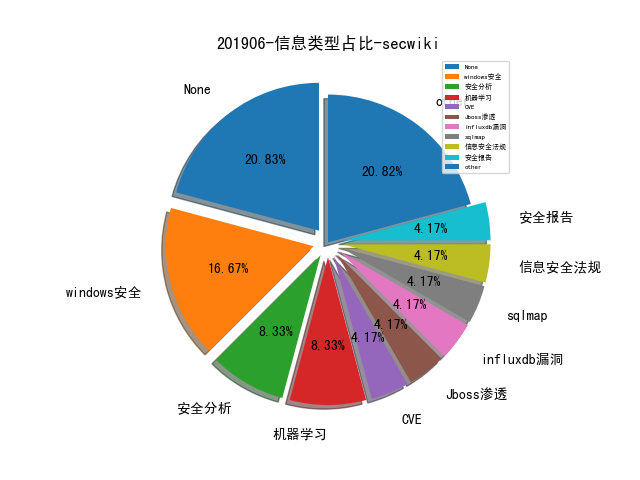 201906-信息类型占比-secwiki
None
windows安全
安全分析
机器学习
CVE
Jboss渗透
influxdb漏洞
sqlmap
信息安全法规
安全报告
other
None
20.83%
20.82%
安全报告
4.17%
信息安全法规
4.17%
windows安全
16.67%
4.17%
sqlmap
4.17%
8.33%
4.17%
4.17%
8.33%
influxdb漏洞
Jboss渗透
安全分析
CVE
机器学习